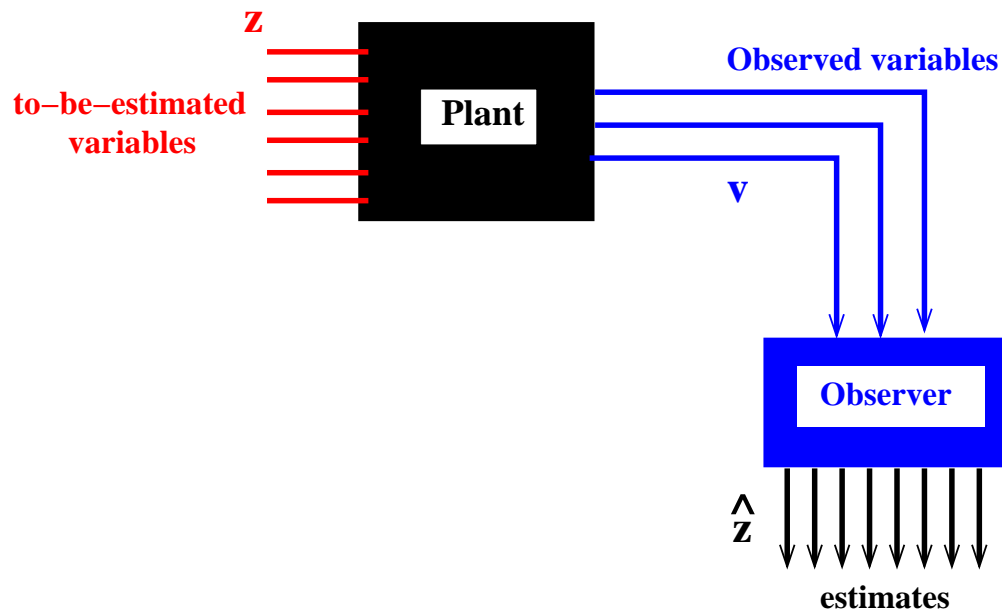 z
to−be−estimated
variables
Plant
Observed variables
v
Observer
ẑ
estimates